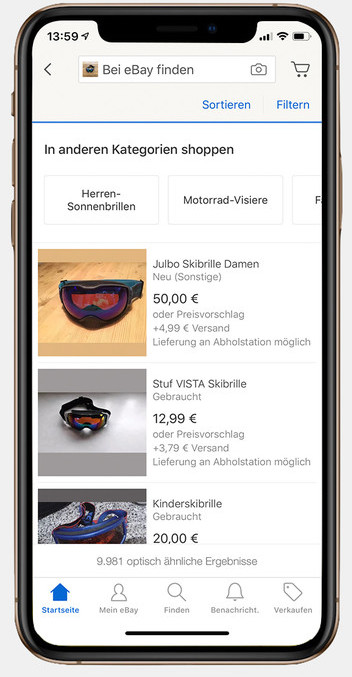 13:59
Bei eBay finden
Sortieren
Filtern
In anderen Kategorien shoppen
Herren-
Sonnenbrillen
Motorrad-Visiere
Julbo Skibrille Damen
Neu (Sonstige)
50,00 €
oder Preisvorschlag
+4,99 € Versand
Lieferung an Abholstation möglich
Stuf VISTA Skibrille
Gebraucht
12,99 €
oder Preisvorschlag
+3,79 € Versand
Lieferung an Abholstation möglich
Kinderskibrille
Gebraucht
20,00 €
9.981 optisch ähnliche Ergebnisse
Startseite
Mein eBay
Finden
Benachricht.
Verkaufen